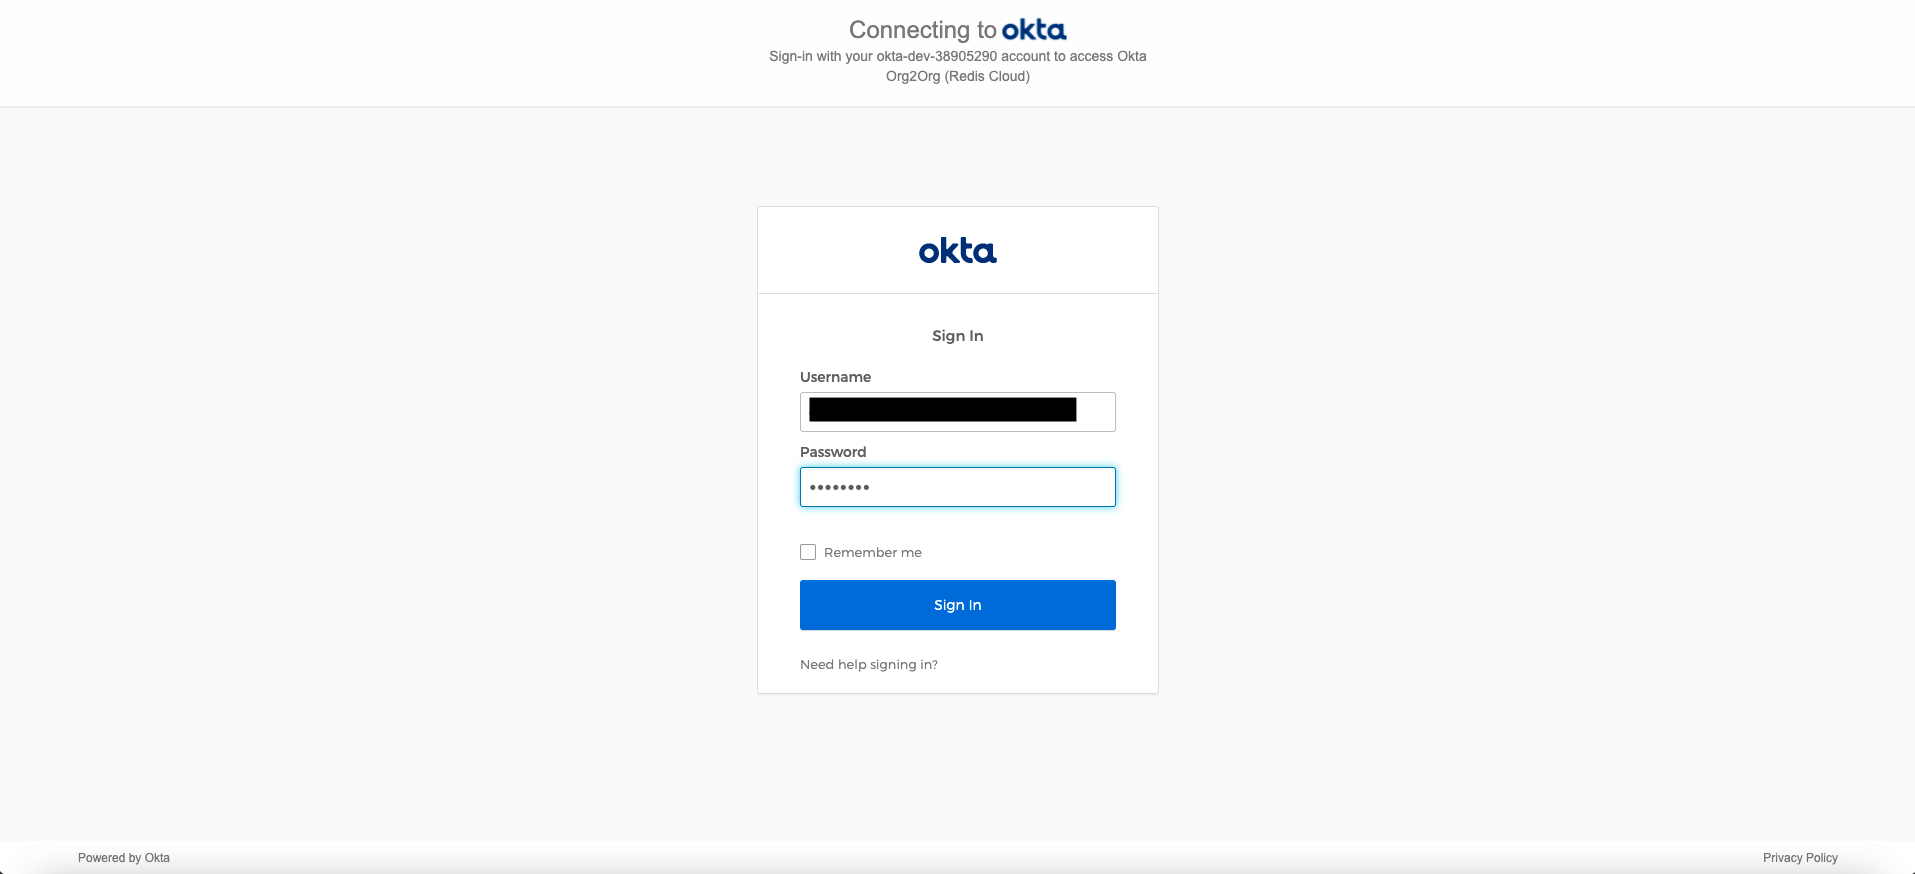 Connecting to okta
Sign-in with your okta-dev-38905290 account to access Okta
Org2Org (Redis Cloud)
okta
Sign In
Username
Password
••••••••
Remember me
Sign In
Need help signing in?
Powered by Okta
Privacy Policy